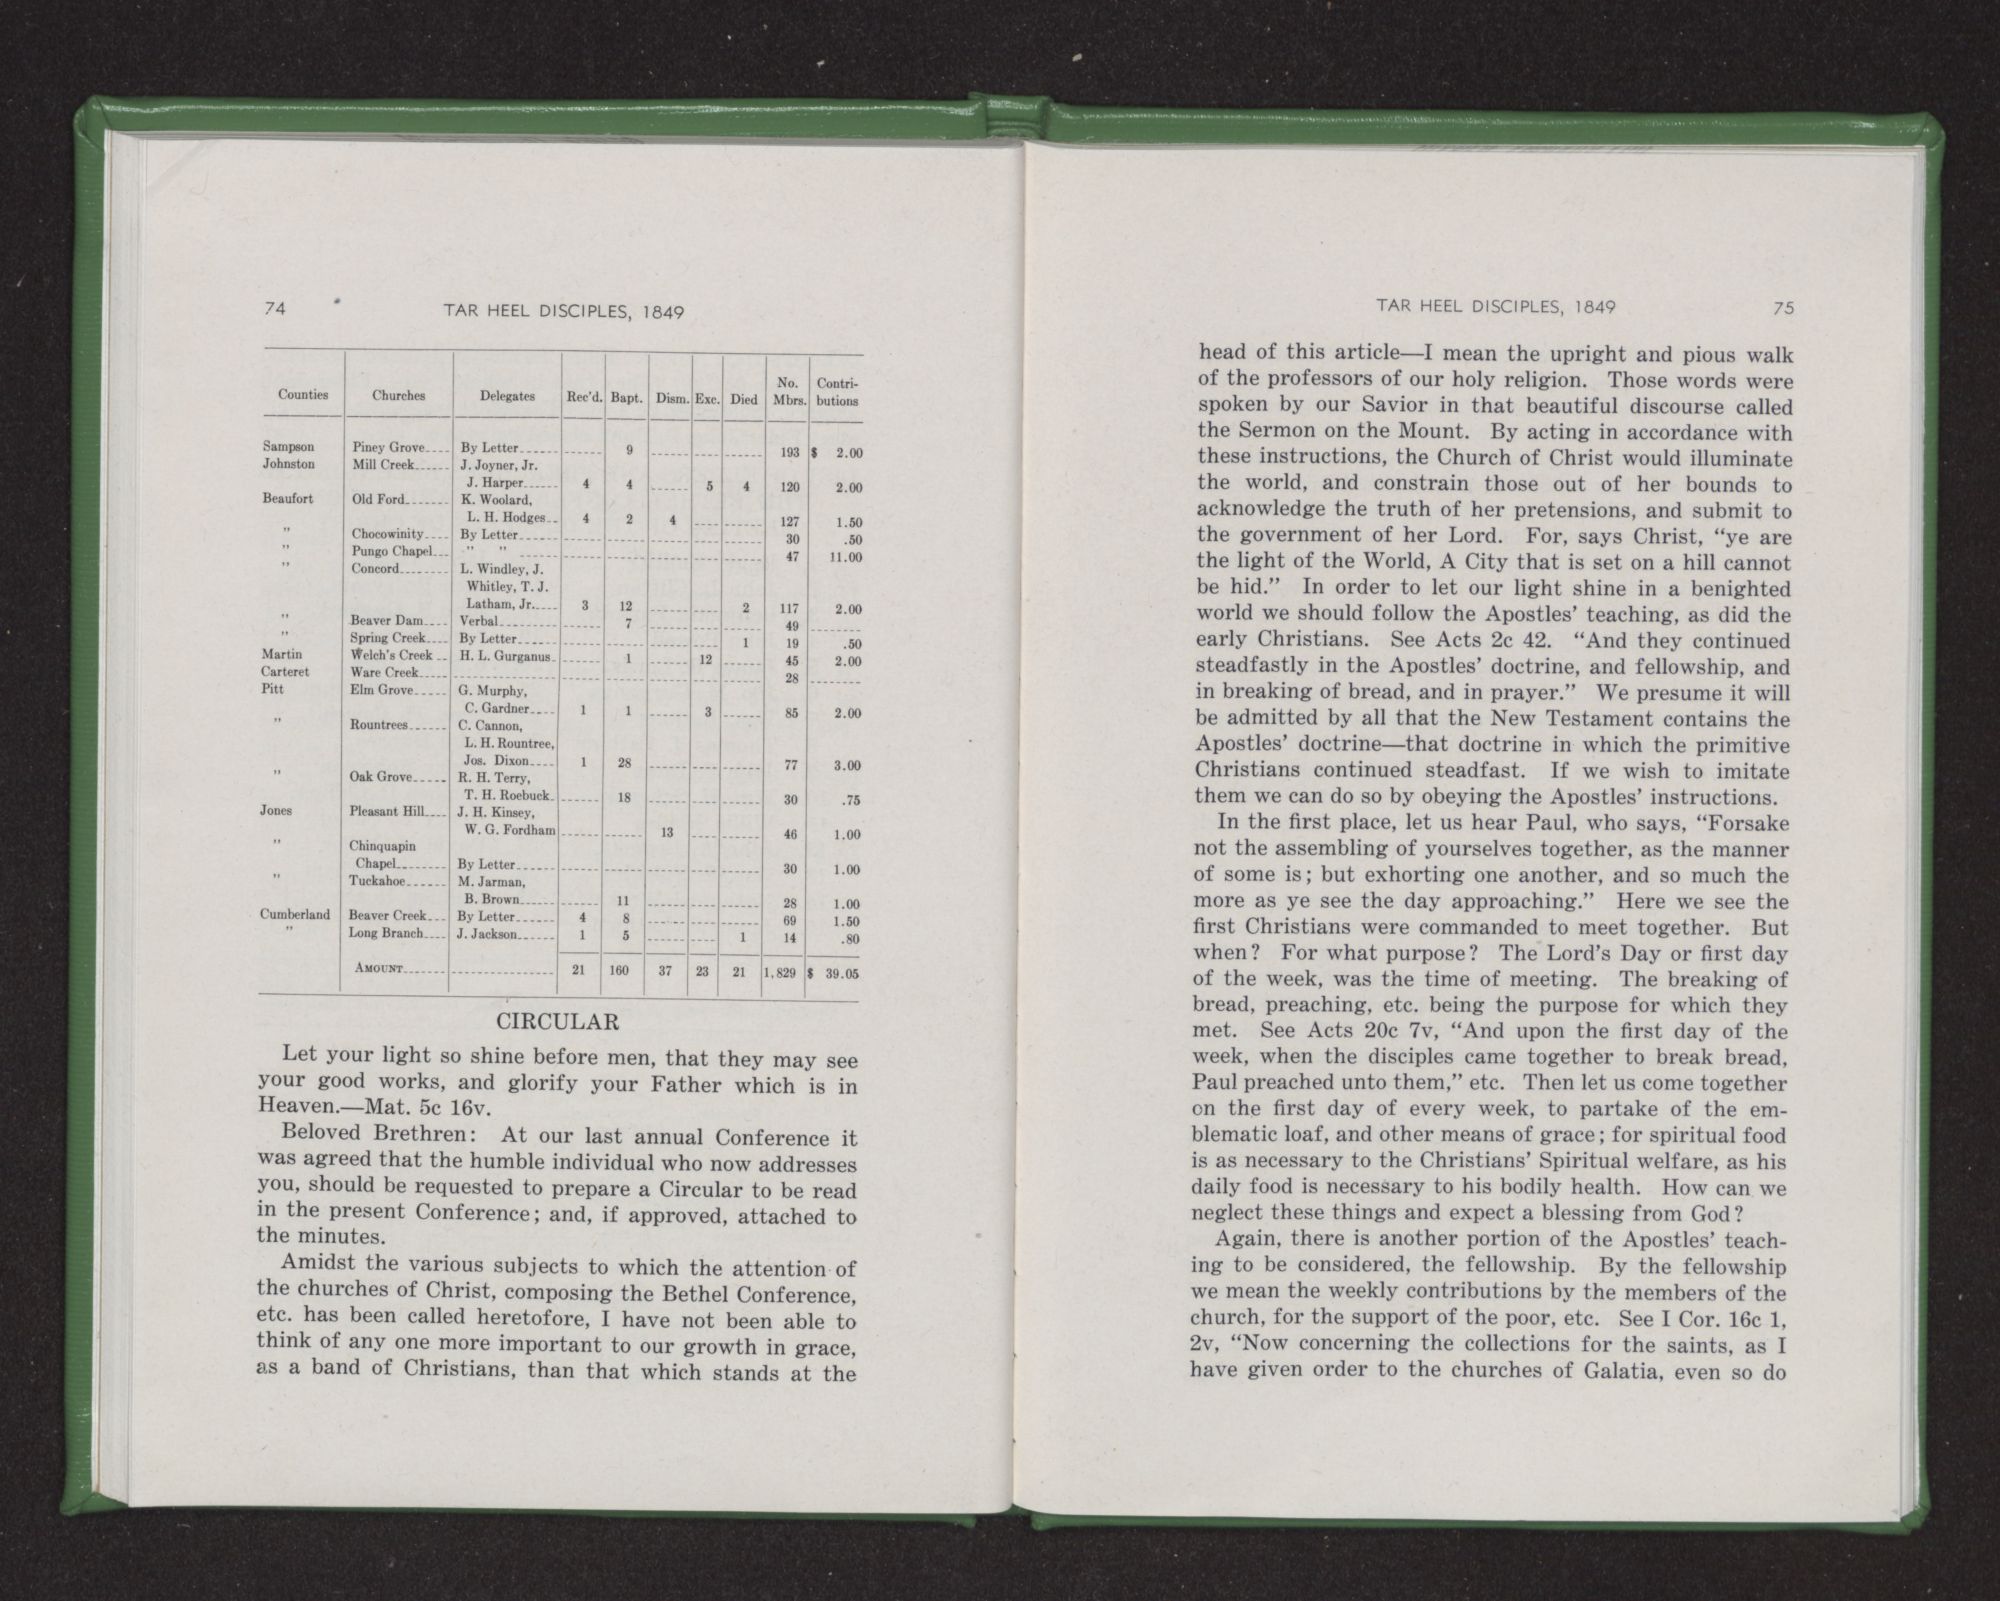 74 TAR HEEL DISCIPLES, 1849
Counties Churches Delegates Rec'd. Bapt. Dism. Exc. Died No. Mbrs. Contri-butions
Sampson Piney Grove---- By Letter------ ------ 9 ------ ---- ------ 193 $ 2.00
Johnston Mill Creek------ J. Joyner, Jr.
J. Harper------ 4 4 ------ 5 4 120 2.00
Beaufort Old Ford------- K. Woolard,
L. H. Hodges-- 4 2 4 ---- ------ 127 1.50
" Chocowinity---- By Letter------ ------ ------ ------ ---- ------ 30 .50
" Pungo Chapel--- " " ------ ------ ------ ------ ---- ------ 47 11.00
" Concord-------- L. Windley, J.
Whitley, T. J.
Latham, Jr.---- 3 12 ------ ---- 2 117 2.00
" Beaver Dam---- Verbal--------- ------ 7 ------ ---- ------ 49 --------
" Spring Creek---- By Letter------ ------ ------ ------ ---- 1 19 .50
Martin Welch's Creek -- H. L. Gurganus- ------ 1 ------ 12 ------ 45 2.00
Carteret Ware Creek----- --------------- ------ ------ ------ ---- ------ 28 --------
Pitt Elm Grove----- G. Murphy,
C. Gardner---- 1 1 ------ 3 ------ 85 2.00
" Rountrees------ C. Cannon,
L. H. Rountree,
Jos. Dixon---- 1 28 ------ ---- ------ 77 3.00
" Oak Grove----- R. H. Terry,
T. H. Roebuck- ------ 18 ------ ---- ------ 30 .75
Jones Pleasant Hill---- J. H. Kinsey,
W. G. Fordham ------ ------ 13 ---- ------ 46 1.00
" Chinquapin
Chapel-------- By Letter------ ------ ------ ------ ---- ------ 30 1.00
" Tuckahoe------ M. Jarman,
B. Brown------ ------ 11 ------ ---- ------ 28 1.00
Cumberland Beaver Creek--- By Letter------ 4 8 ------ ---- ------ 69 1.50
" Long Branch---- J. Jackson------ 1 5 ------ ---- 1 14 .80
AMOUNT------- --------------- 21 160 37 23 21 1,829 $ 39.05
CIRCULAR
Let your light so shine before men, that they may see
your good works, and glorify your Father which is in
Heaven.—Mat. 5c 16v.
Beloved Brethren: At our last annual Conference it
was agreed that the humble individual who now addresses
you, should be requested to prepare a Circular to be read
in the present Conference; and, if approved, attached to
the minutes.
Amidst the various subjects to which the attention of
the churches of Christ, composing the Bethel Conference,
etc. has been called heretofore, I have not been able to
think of any one more important to our growth in grace,
as a band of Christians, than that which stands at the
TAR HEEL DISCIPLES, 1849 75
head of this article—I mean the upright and pious walk
of the professors of our holy religion. Those words were
spoken by our Savior in that beautiful discourse called
the Sermon on the Mount. By acting in accordance with
these instructions, the Church of Christ would illuminate
the world, and constrain those out of her bounds to
acknowledge the truth of her pretensions, and submit to
the government of her Lord. For, says Christ, “ye are
the light of the World, A City that is set on a hill cannot
be hid.” In order to let our light shine in a benighted
world we should follow the Apostles’ teaching, as did the
early Christians. See Acts 2c 42. “And they continued
steadfastly in the Apostles’ doctrine, and fellowship, and
in breaking of bread, and in prayer.” We presume it will
be admitted by all that the New Testament contains the
Apostles’ doctrine—that doctrine in which the primitive
Christians continued steadfast. If we wish to imitate
them we can do so by obeying the Apostles’ instructions.
In the first place, let us hear Paul, who says, “Forsake
not the assembling of yourselves together, as the manner
of some is; but exhorting one another, and so much the
more as ye see the day approaching.” Here we see the
first Christians were commanded to meet together. But
when? For what purpose? The Lord’s Day or first day
of the week, was the time of meeting. The breaking of
bread, preaching, etc. being the purpose for which they
met. See Acts 20c 7v, “And upon the first day of the
week, when the disciples came together to break bread,
Paul preached unto them,” etc. Then let us come together
on the first day of every week, to partake of the em-
blematic loaf, and other means of grace; for spiritual food
is as necessary to the Christians’ Spiritual welfare, as his
daily food is necessary to his bodily health. How can we
neglect these things and expect a blessing from God?
Again, there is another portion of the Apostles’ teach-
ing to be considered, the fellowship. By the fellowship
we mean the weekly contributions by the members of the
church, for the support of the poor, etc. See I Cor. 16c 1,
2v, “Now concerning the collections for the saints, as I
have given order to the churches of Galatia, even so do